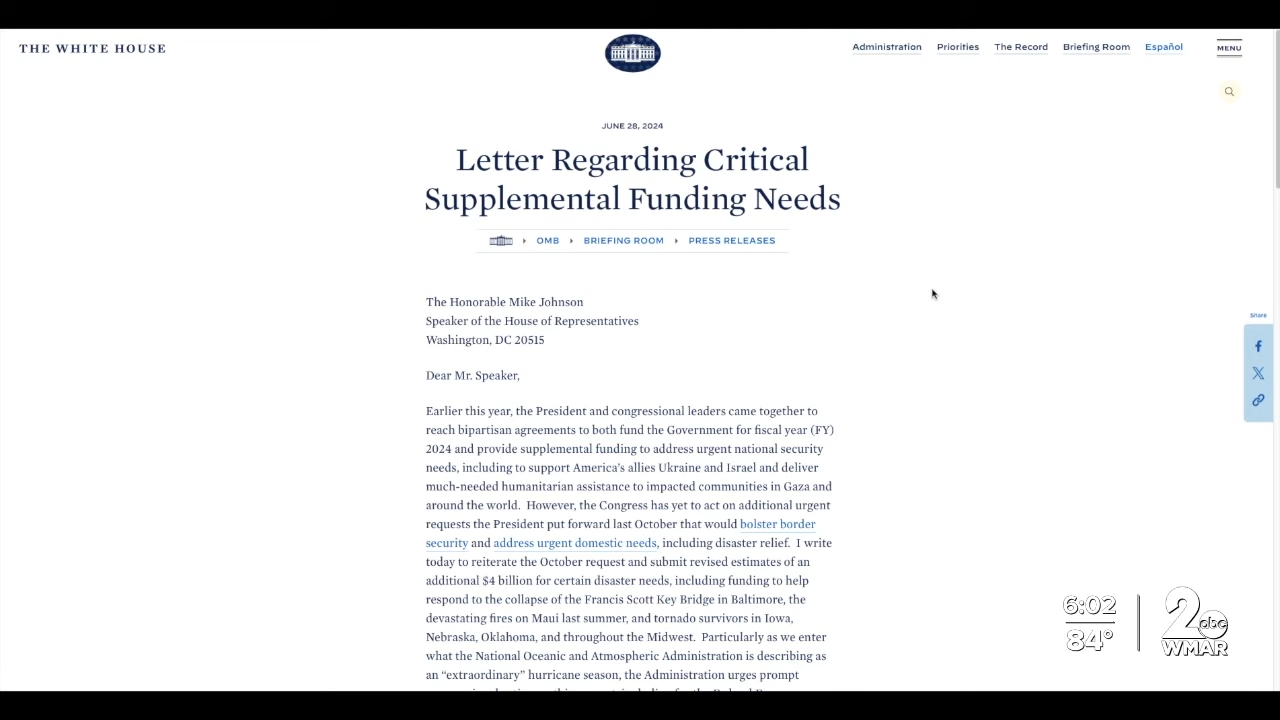 THE WHITE HOUSE
Administration
Priorities
The Record
Briefing Room
Español
MENU
JUNE 28, 2024
Letter Regarding Critical
Supplemental Funding Needs
OMB
BRIEFING ROOM
PRESS RELEASES
The Honorable Mike Johnson
Speaker of the House of Representatives
Washington, DC 20515
Dear Mr. Speaker,
Earlier this year, the President and congressional leaders came together to
reach bipartisan agreements to both fund the Government for fiscal year (FY)
2024 and provide supplemental funding to address urgent national security
needs, including to support America’s allies Ukraine and Israel and deliver
much-needed humanitarian assistance to impacted communities in Gaza and
around the world.  However, the Congress has yet to act on additional urgent
requests the President put forward last October that would bolster border
security and address urgent domestic needs, including disaster relief.  I write
today to reiterate the October request and submit revised estimates of an
additional $4 billion for certain disaster needs, including funding to help
respond to the collapse of the Francis Scott Key Bridge in Baltimore, the
devastating fires on Maui last summer, and tornado survivors in Iowa,
Nebraska, Oklahoma, and throughout the Midwest.  Particularly as we enter
what the National Oceanic and Atmospheric Administration is describing as
an “extraordinary” hurricane season, the Administration urges prompt
Share
6:02
84°
2
abc
WMAR